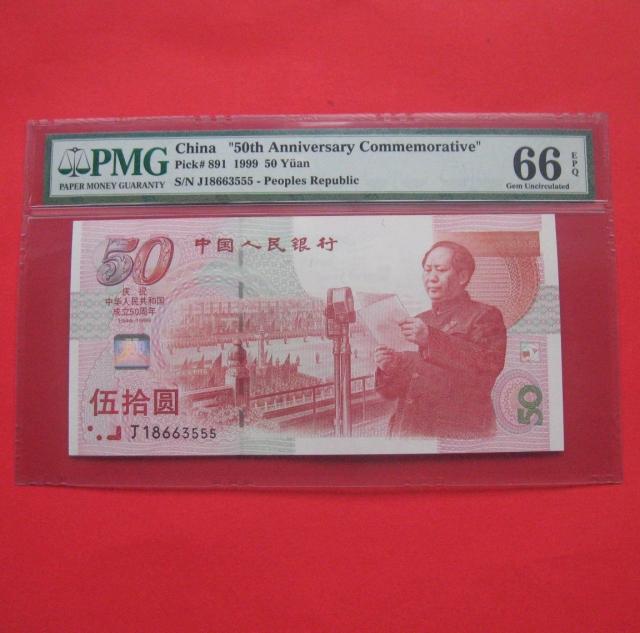 PMG
PAPER MONEY GUARANTY
China "50th Anniversary Commemorative"
Pick# 891 1999 50 Yüan
S/N J18663555 - Peoples Republic
66 EPQ
Gem Uncirculated
50
中国人民银行
庆祝
中华人民共和国
成立50周年
1949-1999
伍拾圆
J18663555
50